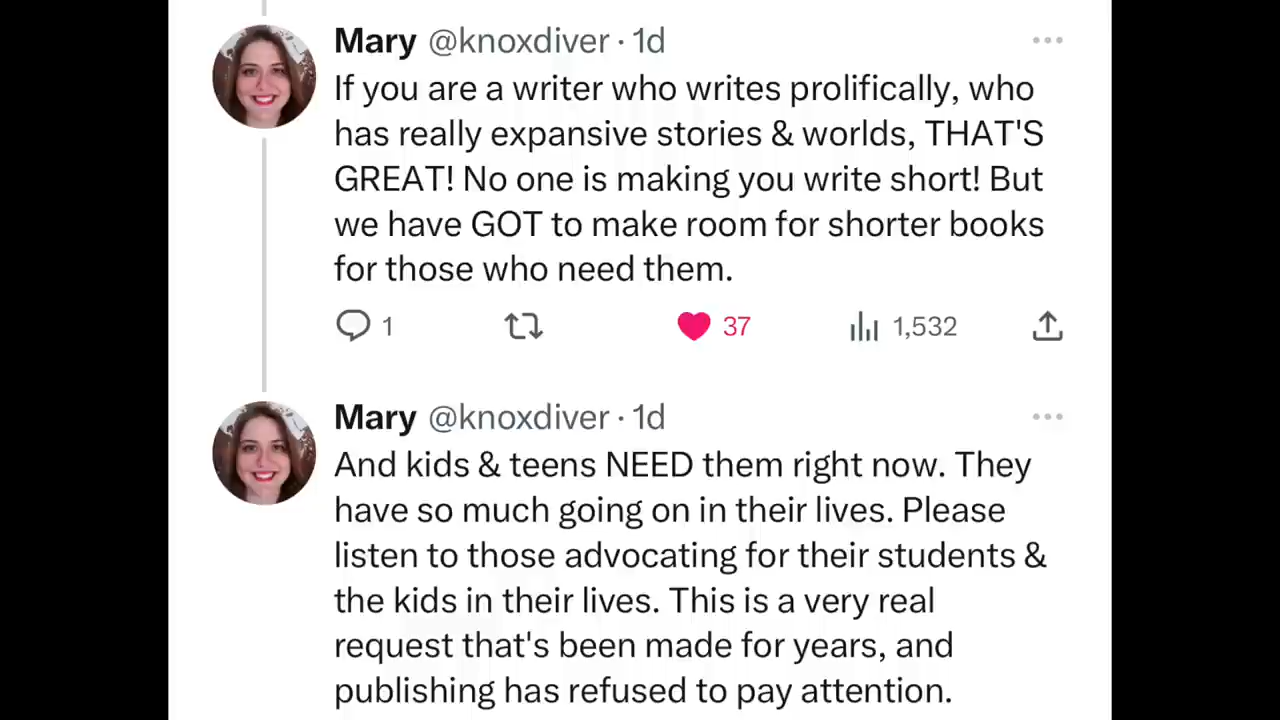 Mary @knoxdiver · 1d
If you are a writer who writes prolifically, who
has really expansive stories & worlds, THAT'S
GREAT! No one is making you write short! But
we have GOT to make room for shorter books
for those who need them.
1 37 1,532
Mary @knoxdiver · 1d
And kids & teens NEED them right now. They
have so much going on in their lives. Please
listen to those advocating for their students &
the kids in their lives. This is a very real
request that's been made for years, and
publishing has refused to pay attention.